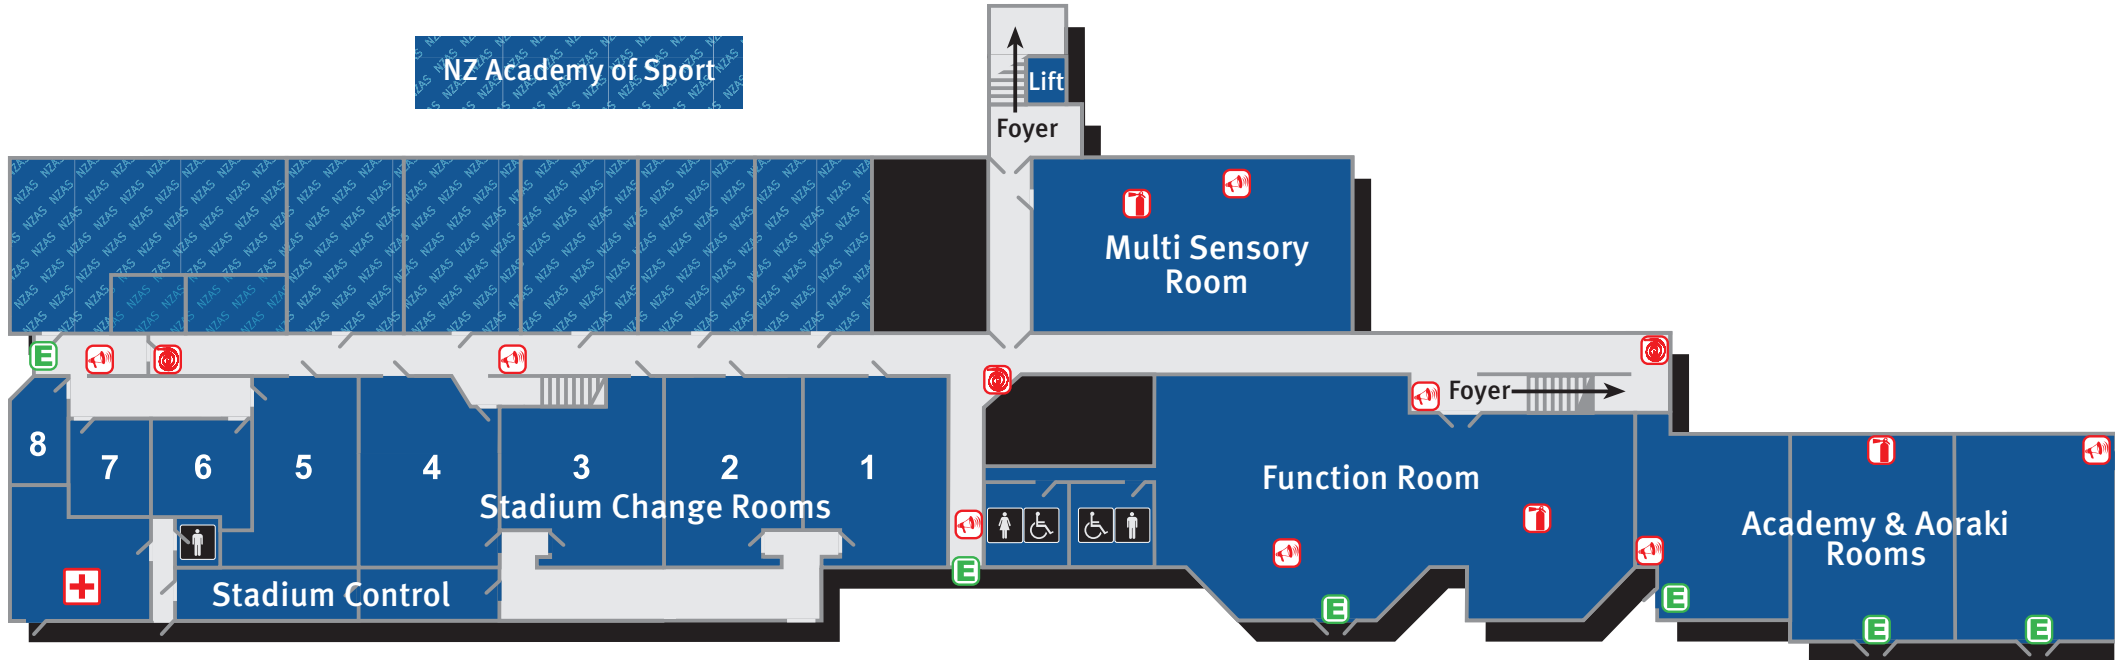 NZ Academy of Sport
Lift
Foyer
Multi Sensory
Room
E
Foyer
8
7
6
5
4
3
2
1
Stadium Change Rooms
Function Room
Academy & Aoraki
Rooms
Stadium Control
E
E
E
E
E
NZAS